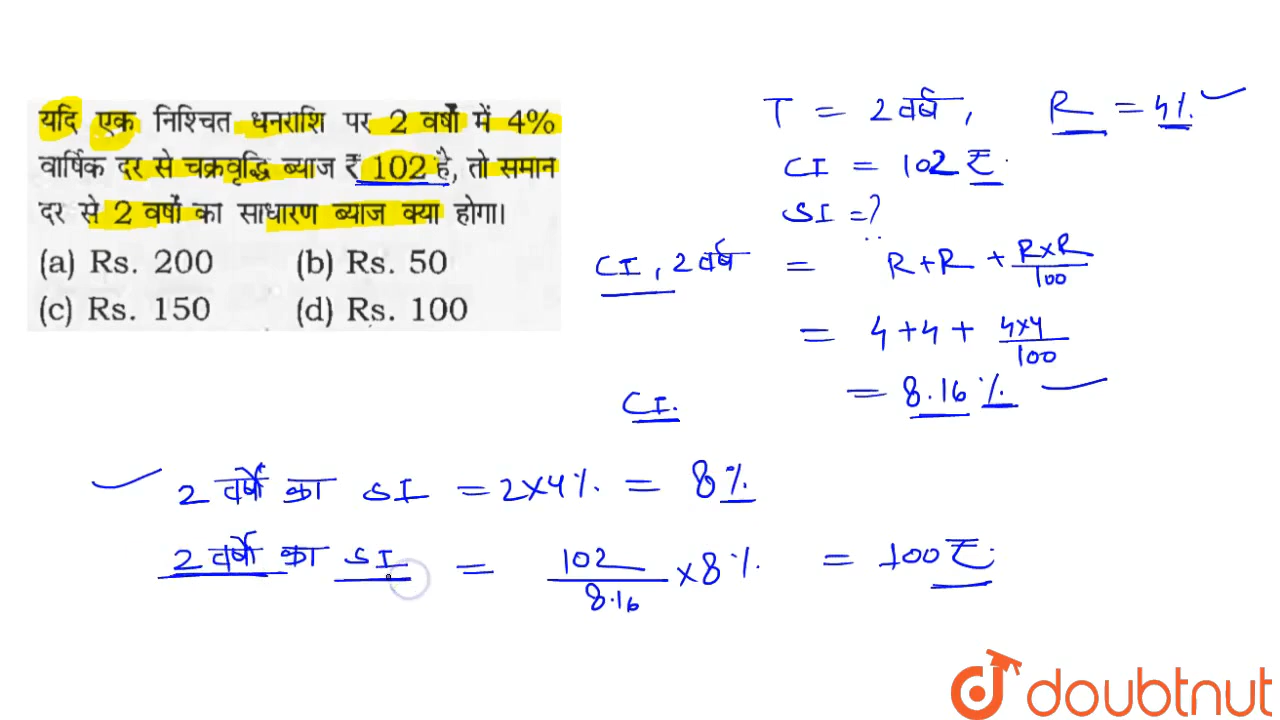 यदि एक निश्चित धनराशि पर 2 वर्षों में 4%
वार्षिक दर से चक्रवृद्धि ब्याज ₹ 102 है, तो समान
दर से 2 वर्षों का साधारण ब्याज क्या होगा।
(a) Rs. 200 (b) Rs. 50
(c) Rs. 150 (d) Rs. 100
T = 2 वर्ष, R = 4%
CI = 102 ₹
SI = ?
CI, 2 वर्ष = R + R + R×R/100
= 4 + 4 + 4×4/100
= 8.16 %
CI.
2 वर्षों का SI = 2×4% = 8%
2 वर्षों का SI = 102/8.16 × 8% = 100 ₹
doubtnut